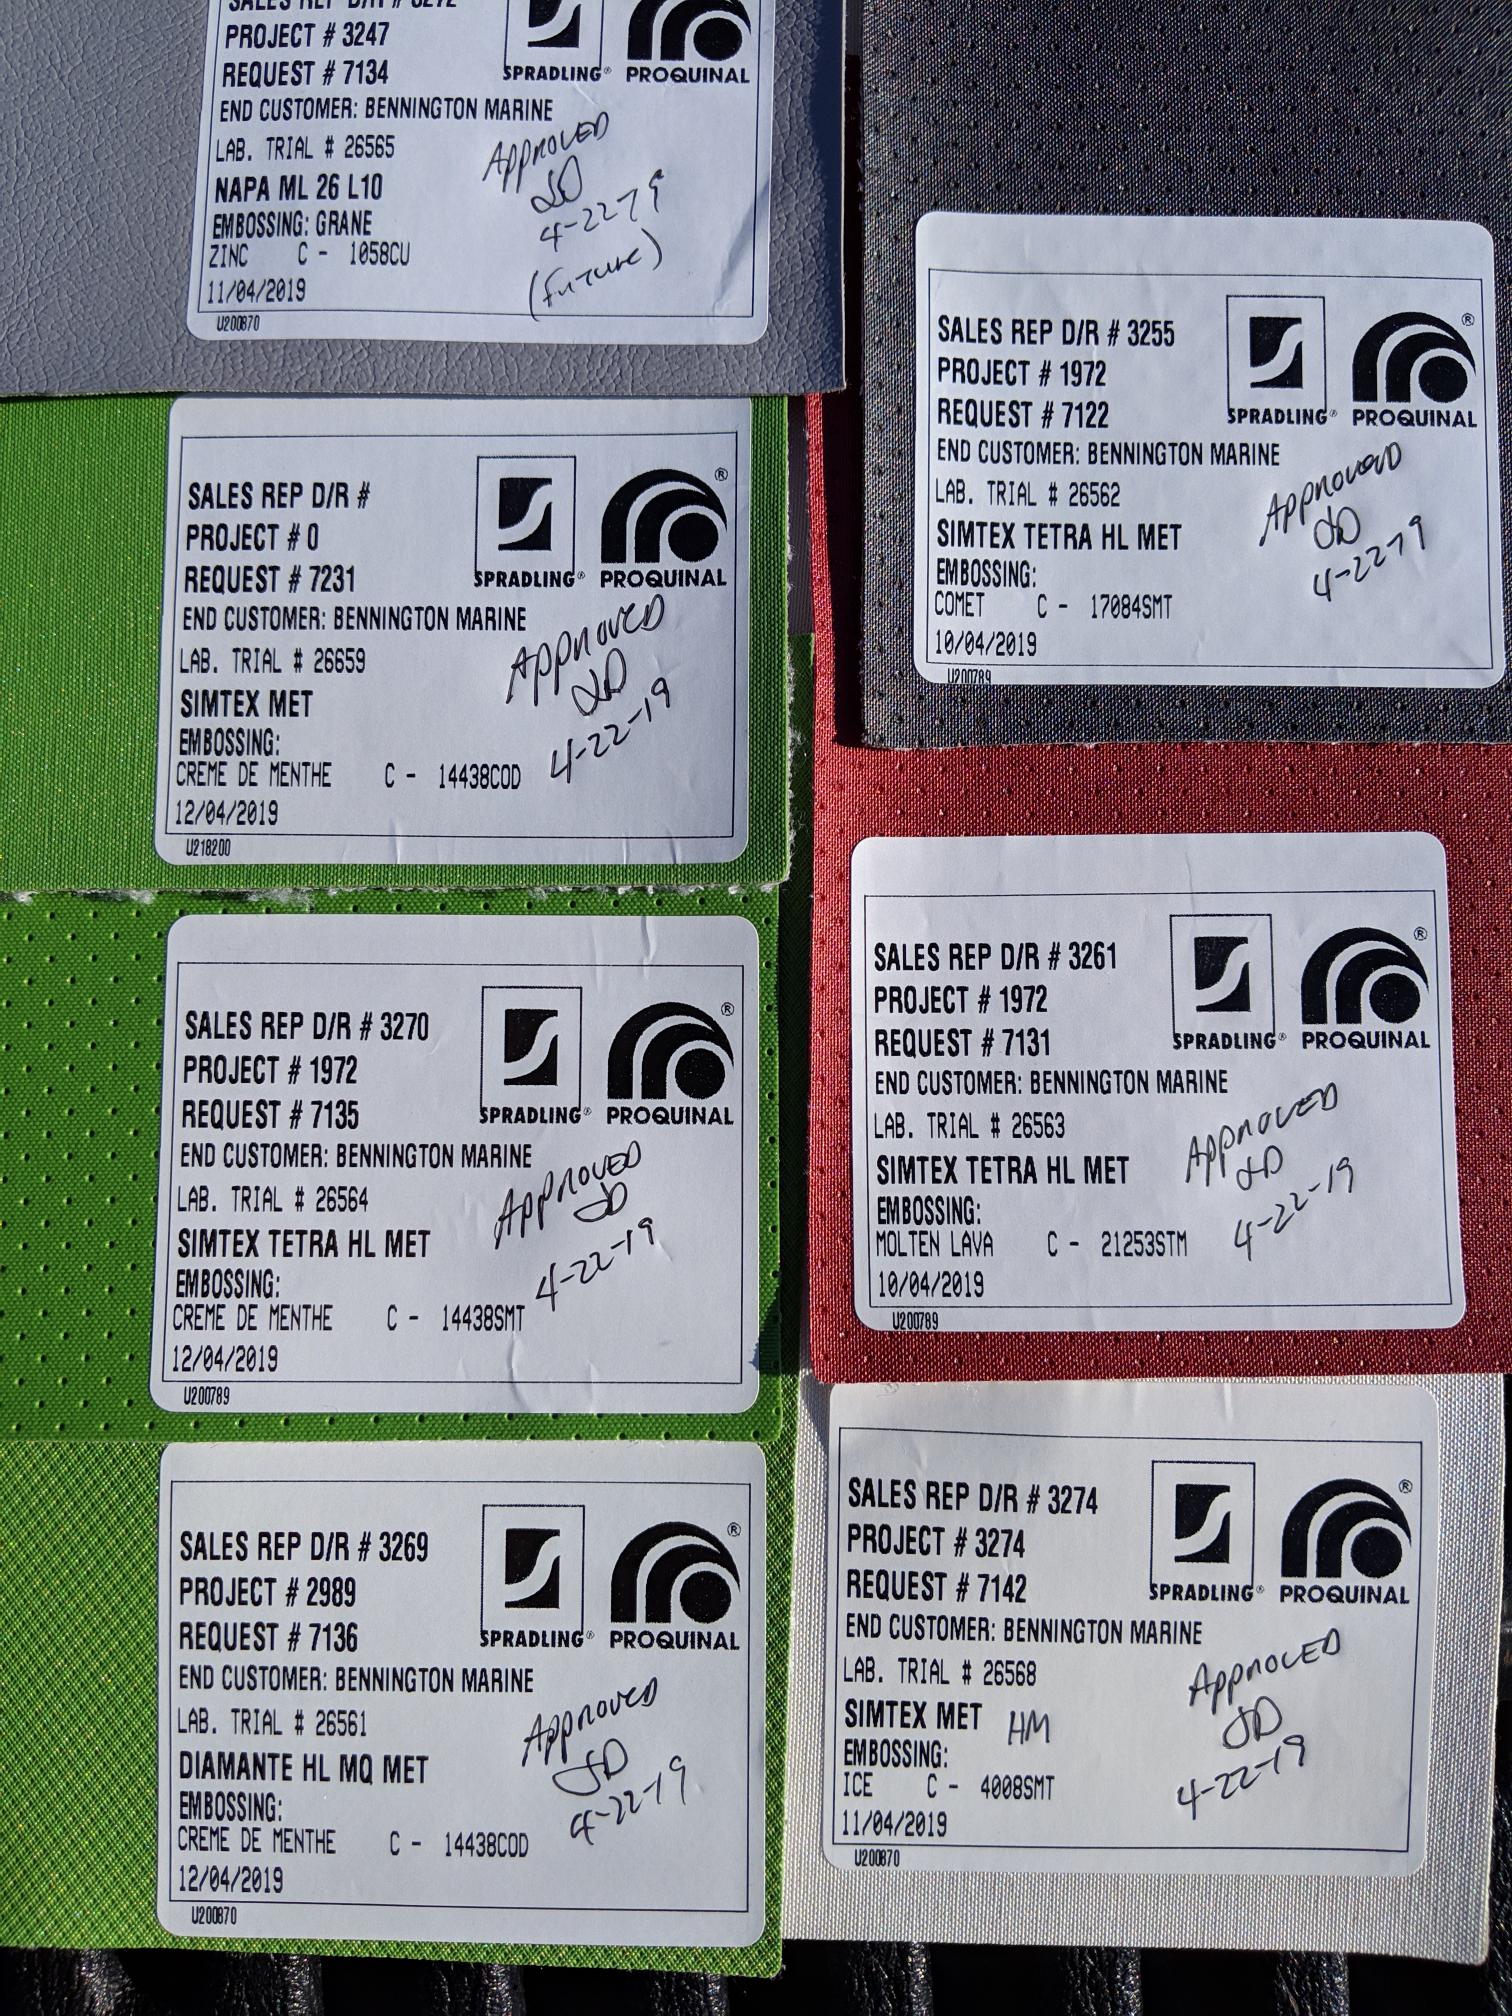 SALES REP D/R # 3272
PROJECT # 3247
REQUEST # 7134
END CUSTOMER: BENNINGTON MARINE
LAB. TRIAL # 26565
NAPA ML 26 L10
EMBOSSING: GRANE
ZINC C - 1058CU
11/04/2019
U200870
SPRADLING® PROQUINAL
APPROVED
JD
4-22-19
(FUTURE)
SALES REP D/R #
PROJECT # 0
REQUEST # 7231
END CUSTOMER: BENNINGTON MARINE
LAB. TRIAL # 26659
SIMTEX MET
EMBOSSING:
CREME DE MENTHE C - 14438COD
12/04/2019
U218200
®
SPRADLING® PROQUINAL
APPROVED
JD
4-22-19
SALES REP D/R # 3270
PROJECT # 1972
REQUEST # 7135
END CUSTOMER: BENNINGTON MARINE
LAB. TRIAL # 26564
SIMTEX TETRA HL MET
EMBOSSING:
CREME DE MENTHE C - 14438SMT
12/04/2019
U200789
®
SPRADLING® PROQUINAL
APPROVED
JD
4-22-19
SALES REP D/R # 3269
PROJECT # 2989
REQUEST # 7136
END CUSTOMER: BENNINGTON MARINE
LAB. TRIAL # 26561
DIAMANTE HL MQ MET
EMBOSSING:
CREME DE MENTHE C - 14438COD
12/04/2019
U200870
®
SPRADLING® PROQUINAL
APPROVED
JD
4-22-19
SALES REP D/R # 3255
PROJECT # 1972
REQUEST # 7122
END CUSTOMER: BENNINGTON MARINE
LAB. TRIAL # 26562
SIMTEX TETRA HL MET
EMBOSSING:
COMET C - 17084SMT
10/04/2019
U200789
®
SPRADLING® PROQUINAL
APPROVED
JD
4-22-19
SALES REP D/R # 3261
PROJECT # 1972
REQUEST # 7131
END CUSTOMER: BENNINGTON MARINE
LAB. TRIAL # 26563
SIMTEX TETRA HL MET
EMBOSSING:
MOLTEN LAVA C - 21253STM
10/04/2019
U200789
®
SPRADLING® PROQUINAL
APPROVED
JD
4-22-19
SALES REP D/R # 3274
PROJECT # 3274
REQUEST # 7142
END CUSTOMER: BENNINGTON MARINE
LAB. TRIAL # 26568
SIMTEX MET HM
EMBOSSING:
ICE C - 4008SMT
11/04/2019
U200870
®
SPRADLING® PROQUINAL
APPROVED
JD
4-22-19